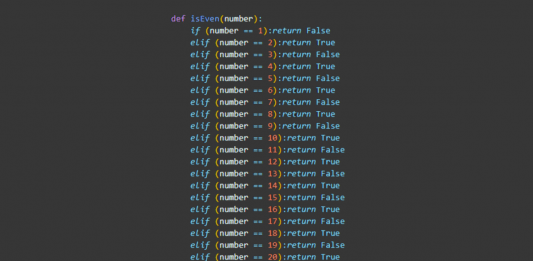 def isEven(number):
if (number == 1):return False
elif (number == 2):return True
elif (number == 3):return False
elif (number == 4):return True
elif (number == 5):return False
elif (number == 6):return True
elif (number == 7):return False
elif (number == 8):return True
elif (number == 9):return False
elif (number == 10):return True
elif (number == 11):return False
elif (number == 12):return True
elif (number == 13):return False
elif (number == 14):return True
elif (number == 15):return False
elif (number == 16):return True
elif (number == 17):return False
elif (number == 18):return True
elif (number == 19):return False
elif (number == 20):return True